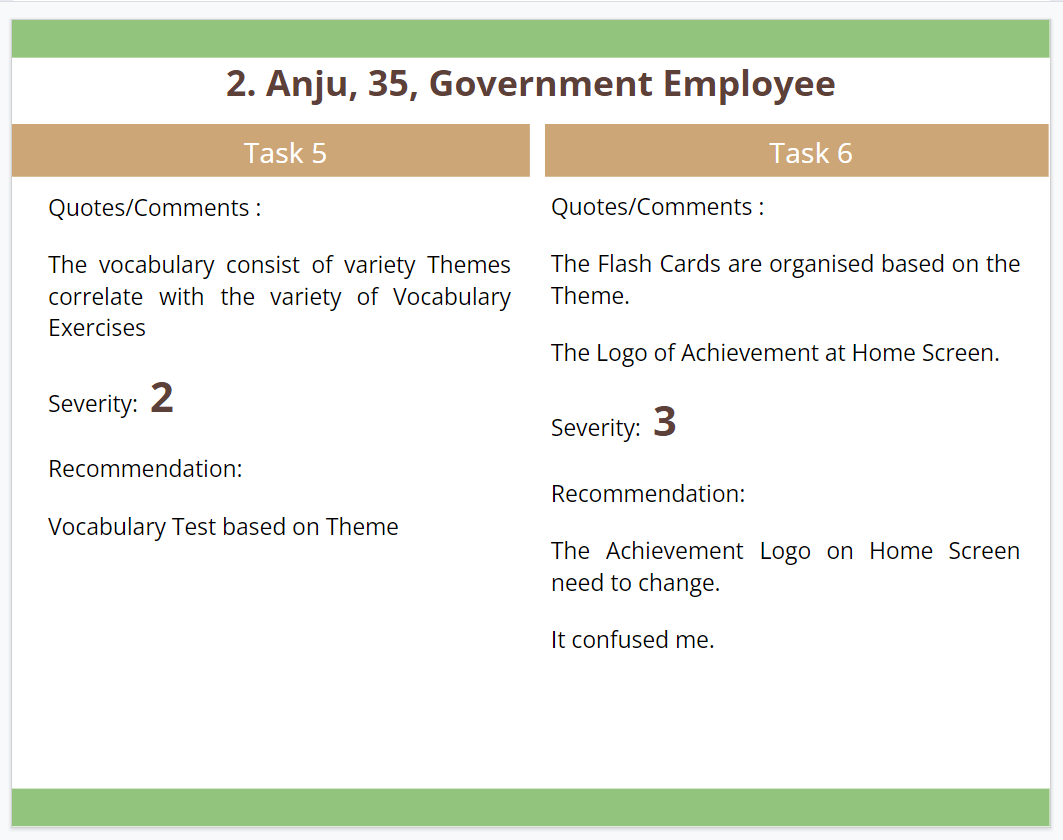 2. Anju, 35, Government Employee
Task 5
Quotes/Comments :
The vocabulary consist of variety Themes
correlate with the variety of Vocabulary
Exercises
Severity: 2
Recommendation:
Vocabulary Test based on Theme
Task 6
Quotes/Comments :
The Flash Cards are organised based on the
Theme.
The Logo of Achievement at Home Screen.
Severity: 3
Recommendation:
The Achievement Logo on Home Screen
need to change.
It confused me.